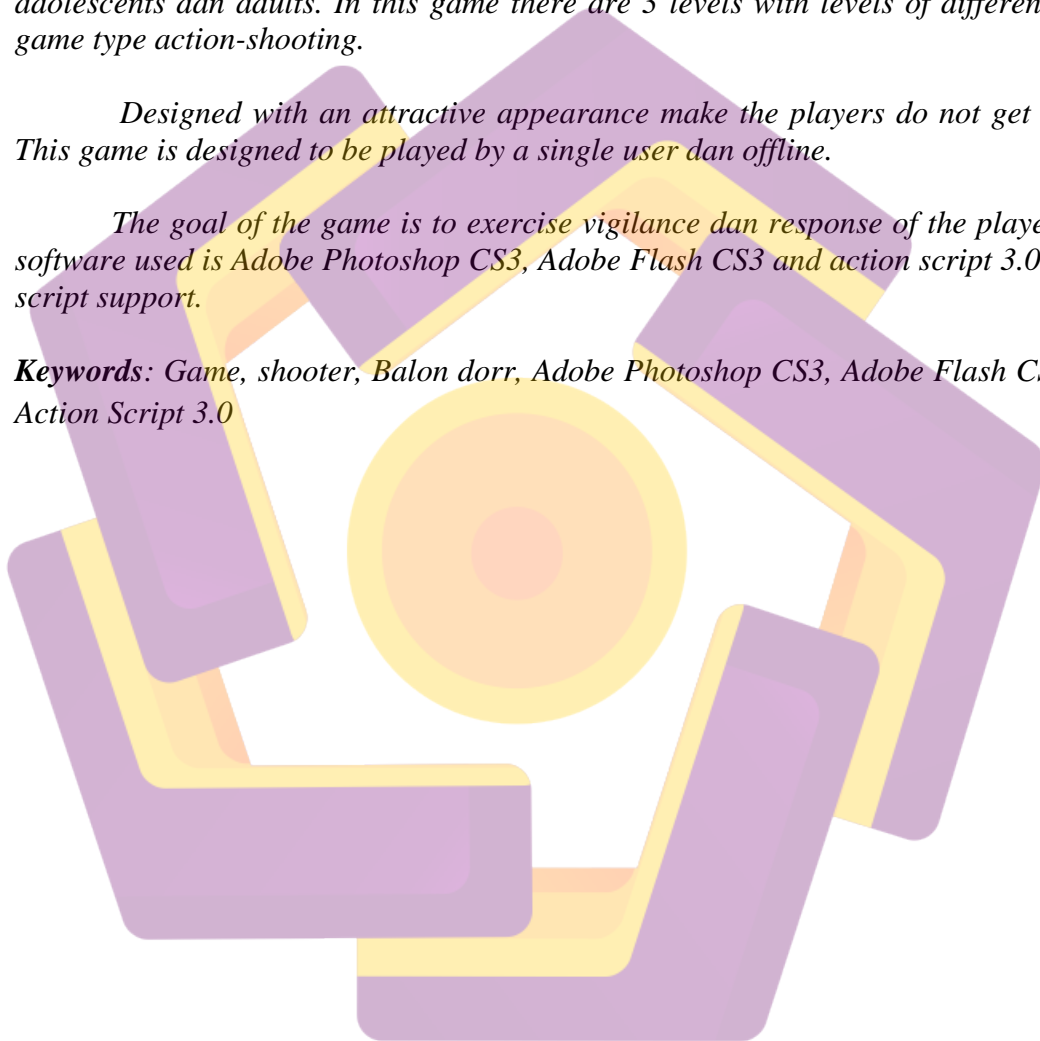 adolescents dan adults. In this game there are 3 levels with levels of different
game type action-shooting.
Designed with an attractive appearance make the players do not get
This game is designed to be played by a single user dan offline.
The goal of the game is to exercise vigilance dan response of the
software used is Adobe Photoshop CS3, Adobe Flash CS3 and action script 3.0
script support.
Keywords: Game, shooter, Balon dorr, Adobe Photoshop CS3, Adobe Flash
Action Script 3.0